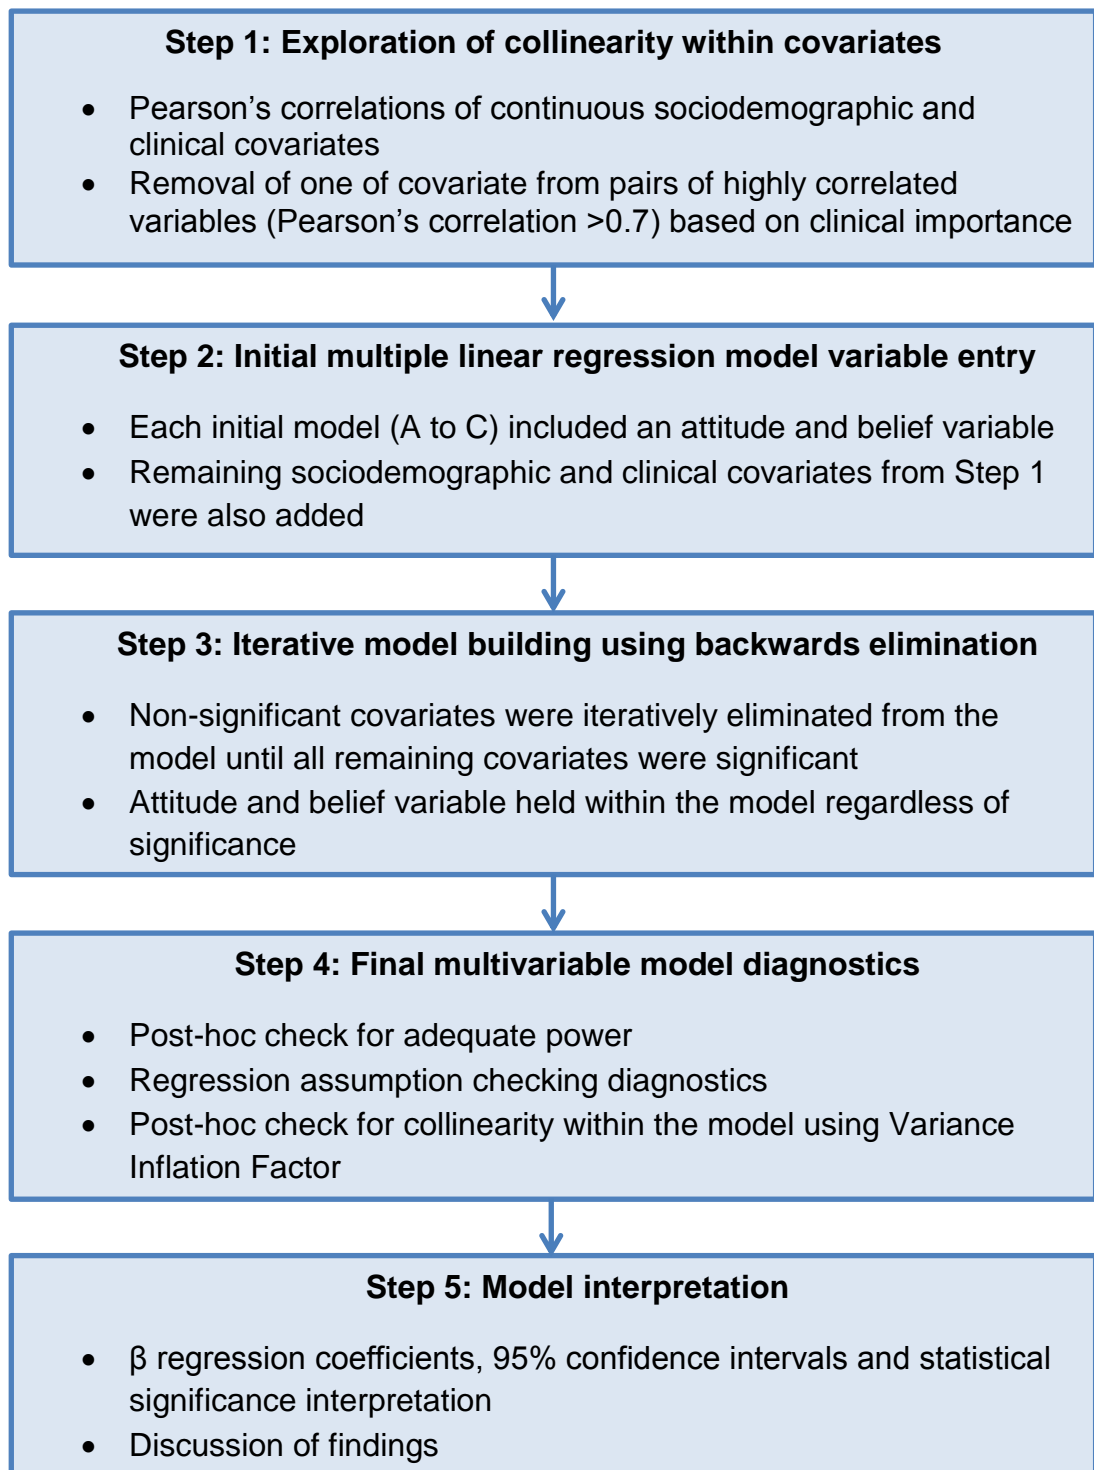 Step 1: Exploration of collinearity within covariates
• Pearson’s correlations of continuous sociodemographic and
clinical covariates
• Removal of one of covariate from pairs of highly correlated
variables (Pearson’s correlation >0.7) based on clinical importance
Step 2: Initial multiple linear regression model variable entry
• Each initial model (A to C) included an attitude and belief variable
• Remaining sociodemographic and clinical covariates from Step 1
were also added
Step 3: Iterative model building using backwards elimination
• Non-significant covariates were iteratively eliminated from the
model until all remaining covariates were significant
• Attitude and belief variable held within the model regardless of
significance
Step 4: Final multivariable model diagnostics
• Post-hoc check for adequate power
• Regression assumption checking diagnostics
• Post-hoc check for collinearity within the model using Variance
Inflation Factor
Step 5: Model interpretation
• β regression coefficients, 95% confidence intervals and statistical
significance interpretation
• Discussion of findings